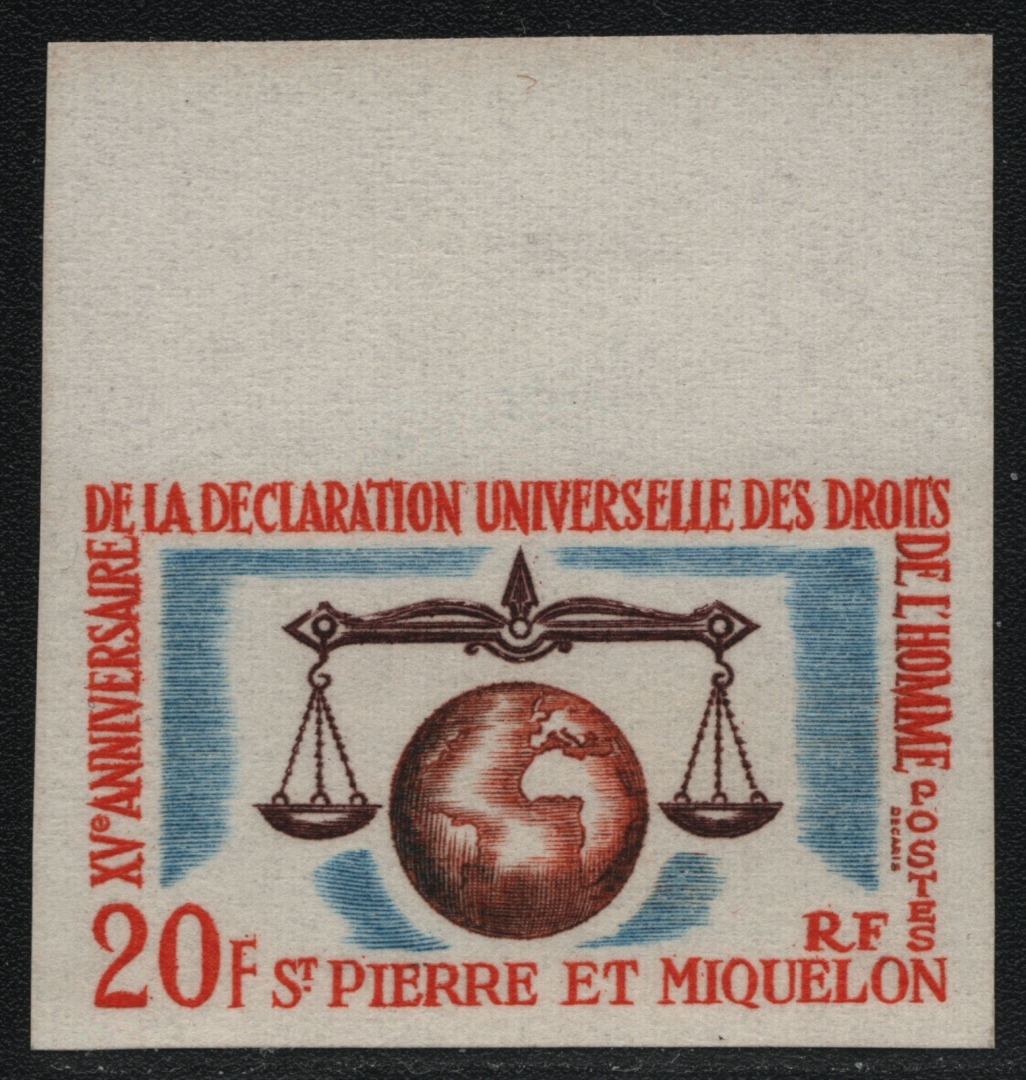 XVe ANNIVERSAIRE
DE LA DECLARATION UNIVERSELLE DES DROITS
DE L'HOMME
POSTES
DECARIS
RF
20F
ST PIERRE ET MIQUELON